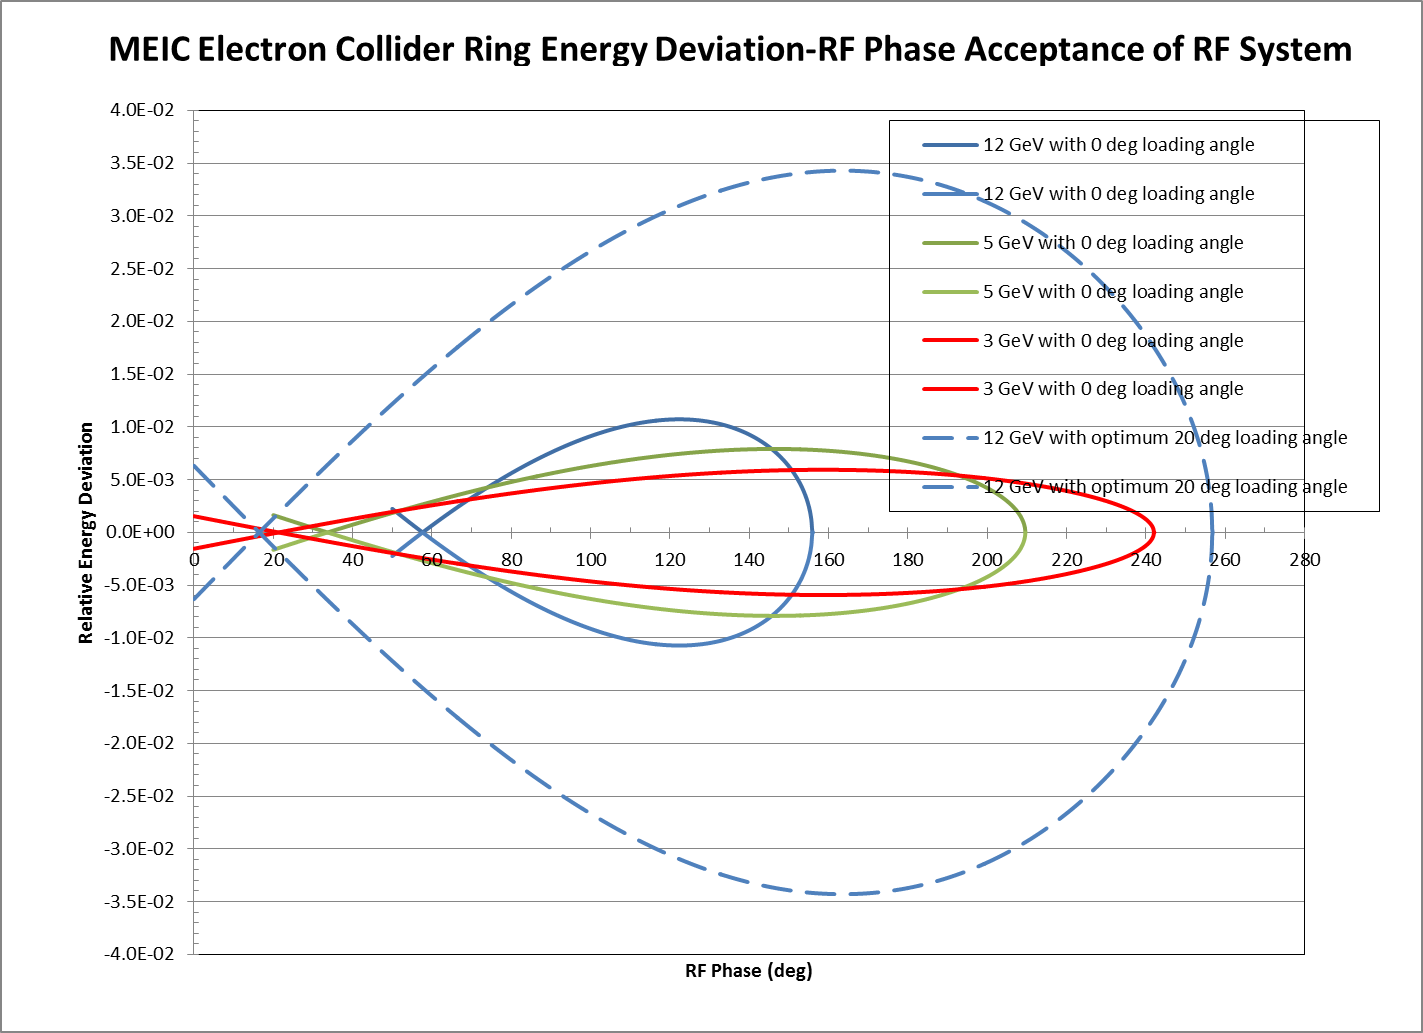 MEIC Electron Collider Ring Energy Deviation-RF Phase Acceptance of RF System
4.0E-02
3.5E-02
3.0E-02
2.5E-02
2.0E-02
1.5E-02
1.0E-02
5.0E-03
0.0E+00
-5.0E-03
-1.0E-02
-1.5E-02
-2.0E-02
-2.5E-02
-3.0E-02
-3.5E-02
-4.0E-02
Relative Energy Deviation
12 GeV with 0 deg loading angle
12 GeV with 0 deg loading angle
5 GeV with 0 deg loading angle
5 GeV with 0 deg loading angle
3 GeV with 0 deg loading angle
3 GeV with 0 deg loading angle
12 GeV with optimum 20 deg loading angle
12 GeV with optimum 20 deg loading angle
0 20 40 60 80 100 120 140 160 180 200 220 240 260 280
RF Phase (deg)